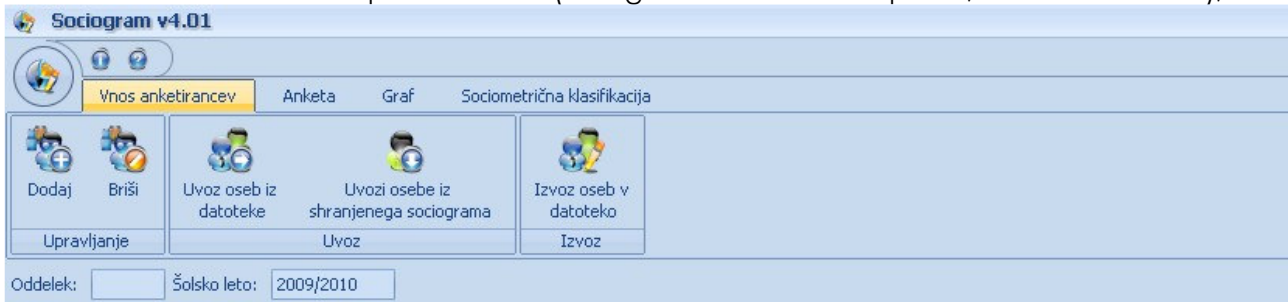 Sociogram v4.01
Vnos anketirancev Anketa Graf Sociometrična klasifikacija
Dodaj Briši Uvoz oseb iz datoteke Uvozi osebe iz shranjenega sociograma Izvoz oseb v datoteko
Upravljanje Uvoz Izvoz
Oddelek: Šolsko leto: 2009/2010